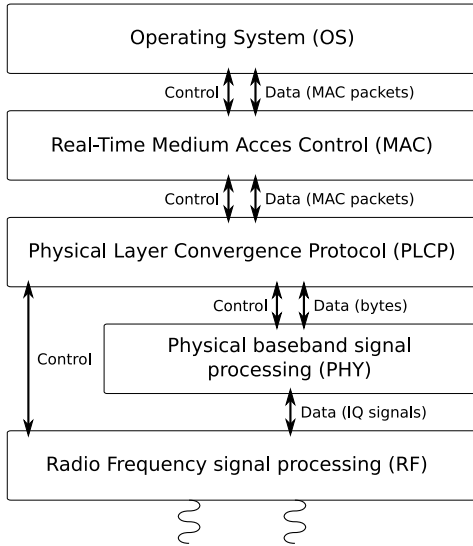 Operating System (OS)
Control
Data (MAC packets)
Real-Time Medium Acces Control (MAC)
Control
Data (MAC packets)
Physical Layer Convergence Protocol (PLCP)
Control
Data (bytes)
Control
Physical baseband signal
processing (PHY)
Data (IQ signals)
Radio Frequency signal processing (RF)